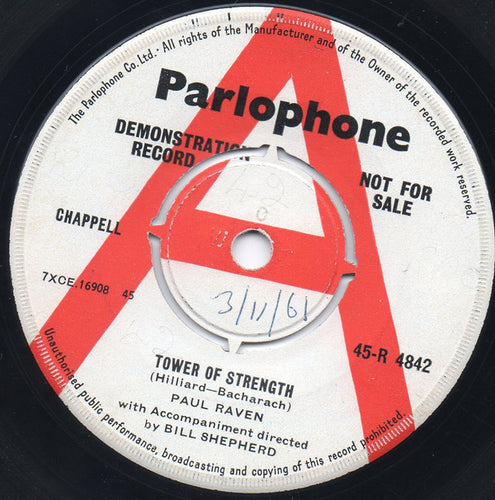 The Parlophone Co. Ltd. · All rights of the Manufacturer and of the Owner of the recorded work reserved.
Parlophone
DEMONSTRATION
RECORD
NOT FOR
SALE
CHAPPELL
7XCE.16908 45
3/11/61
45-R 4842
TOWER OF STRENGTH
(Hilliard—Bacharach)
PAUL RAVEN
with Accompaniment directed
by BILL SHEPHERD
Unauthorised public performance, broadcasting and copying of this record prohibited.